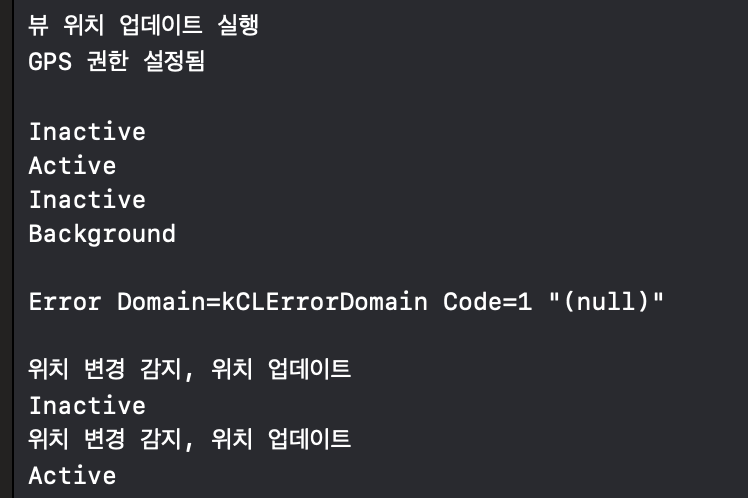 뷰 위치 업데이트 실행
GPS 권한 설정됨
Inactive
Active
Inactive
Background
Error Domain=kCLErrorDomain Code=1 "(null)"
위치 변경 감지, 위치 업데이트
Inactive
위치 변경 감지, 위치 업데이트
Active